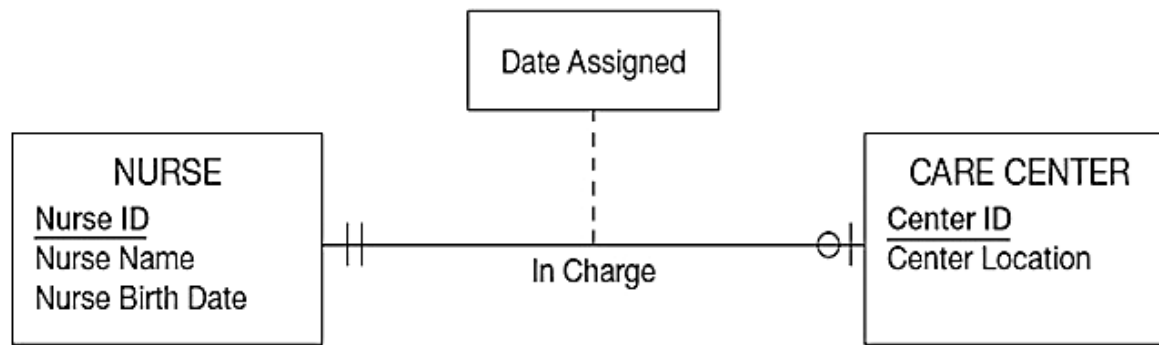 Date Assigned
NURSE
Nurse ID
Nurse Name
Nurse Birth Date
In Charge
CARE CENTER
Center ID
Center Location